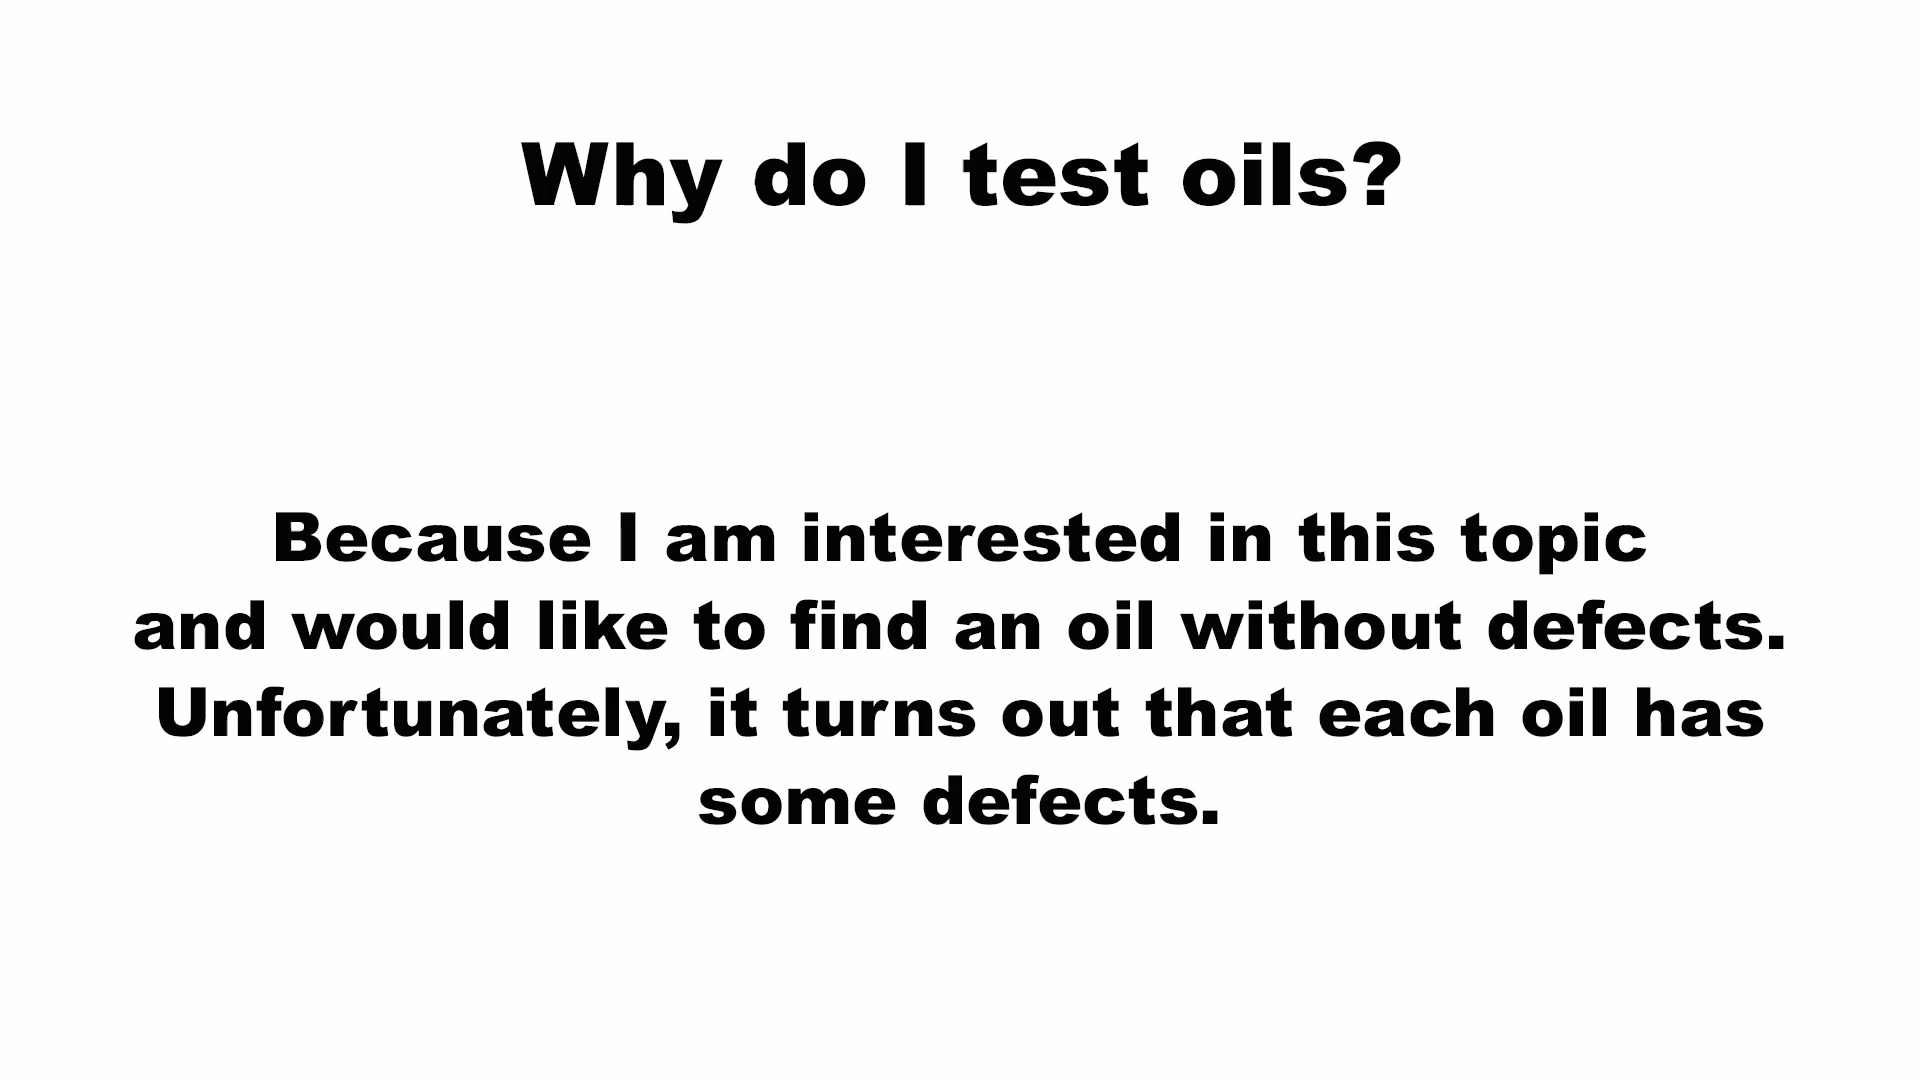 Why do I test oils?
Because I am interested in this topic
and would like to find an oil without defects.
Unfortunately, it turns out that each oil has
some defects.